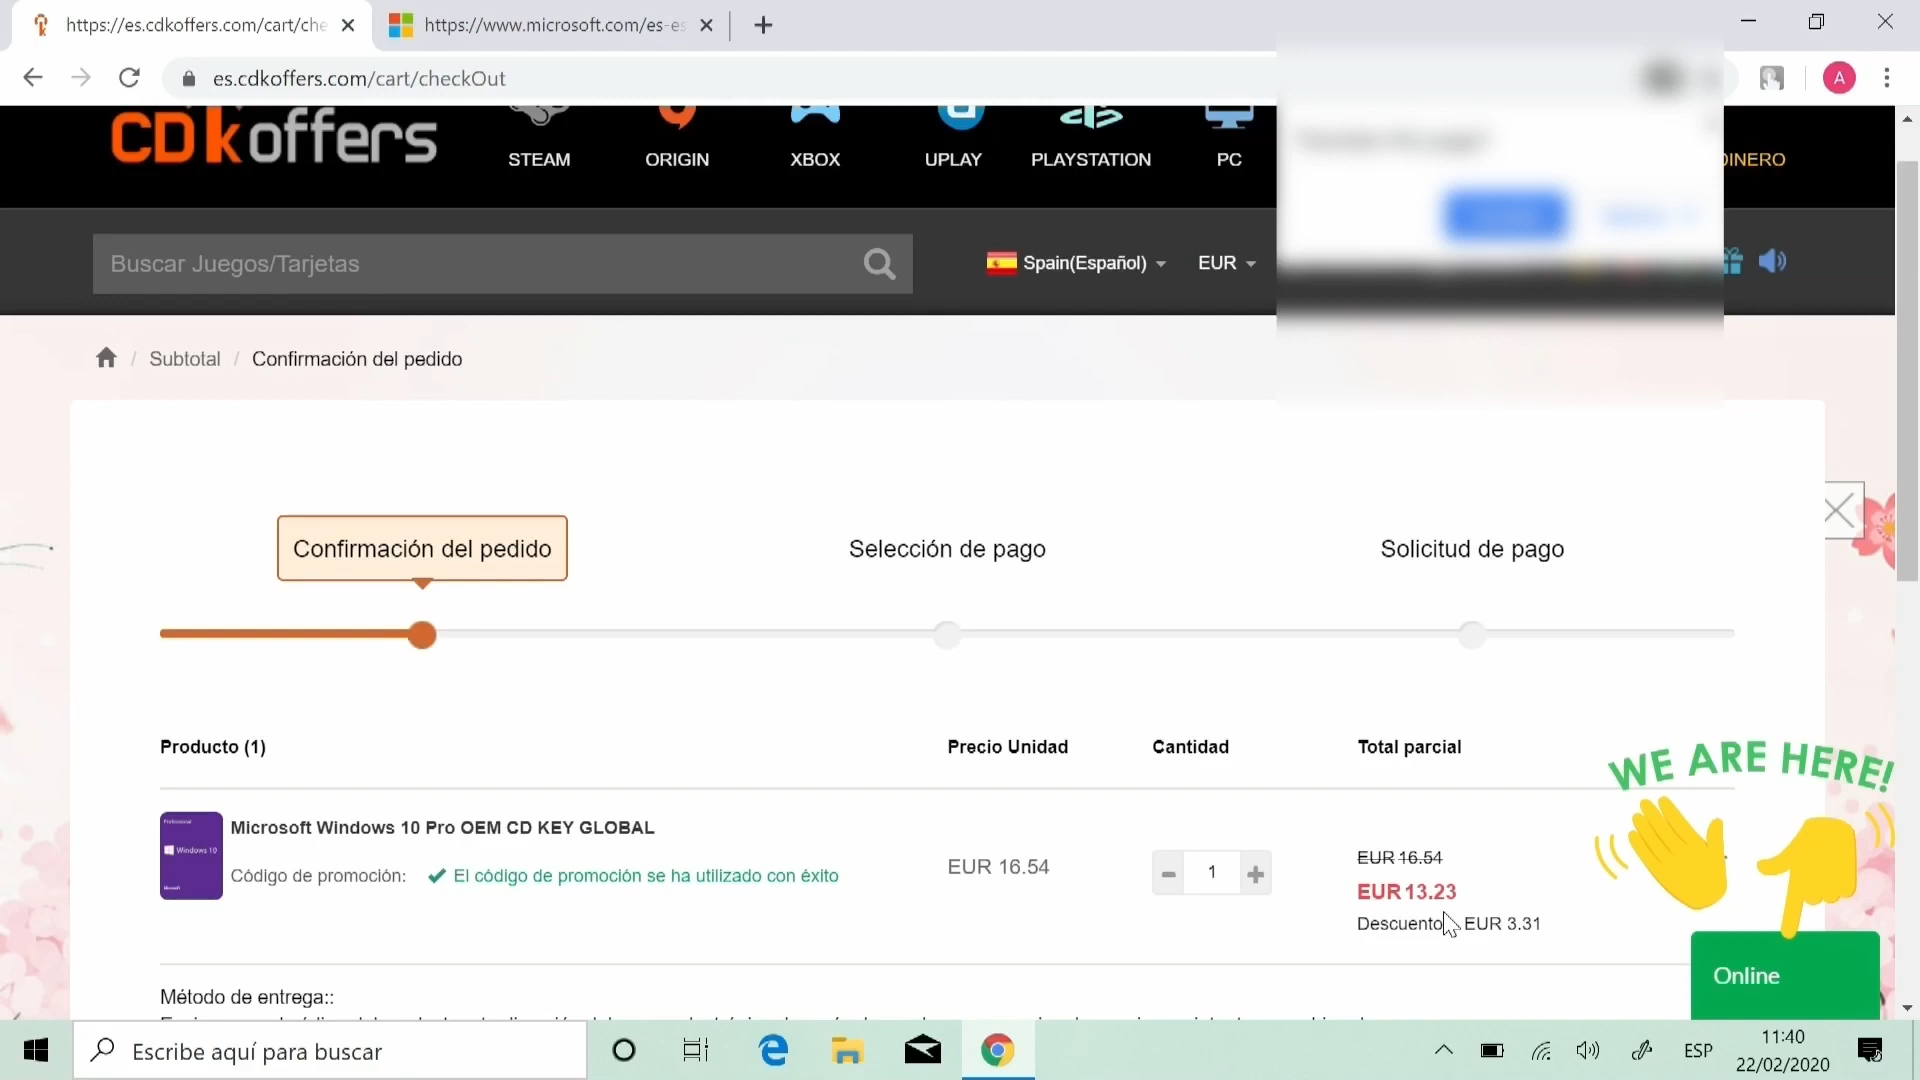 https://es.cdkoffers.com/cart/che
https://www.microsoft.com/es-es
es.cdkoffers.com/cart/checkOut
A
CDkoffers
STEAM
ORIGIN
XBOX
UPLAY
PLAYSTATION
PC
DINERO
Buscar Juegos/Tarjetas
Spain(Español)
EUR
/ Subtotal / Confirmación del pedido
Confirmación del pedido
Selección de pago
Solicitud de pago
Producto (1)
Precio Unidad
Cantidad
Total parcial
WE ARE HERE!
Professional
Windows 10
Microsoft
Microsoft Windows 10 Pro OEM CD KEY GLOBAL
Código de promoción:
El código de promoción se ha utilizado con éxito
EUR 16.54
1
EUR 16.54
EUR 13.23
Descuento
EUR 3.31
Online
Método de entrega::
Escribe aquí para buscar
ESP
11:40
22/02/2020